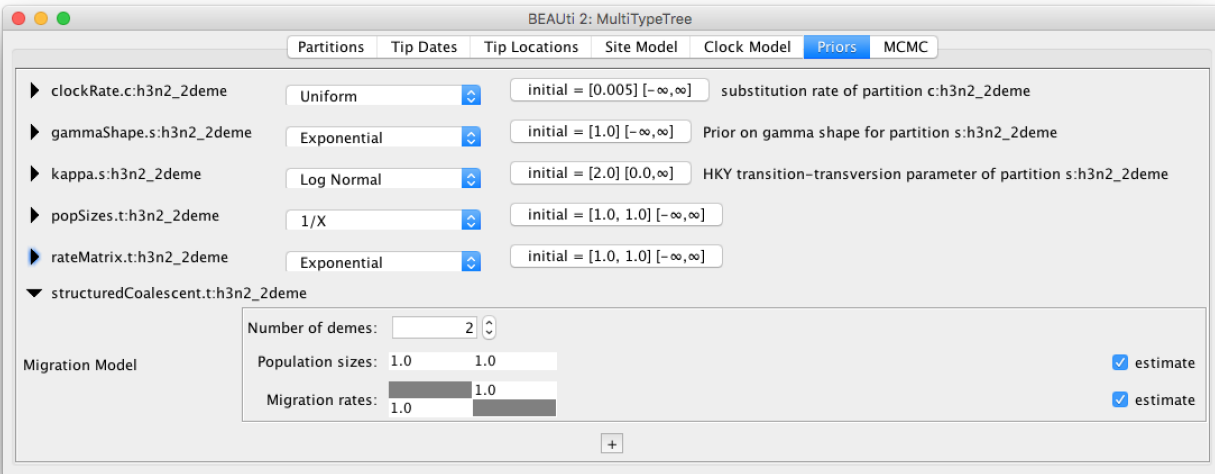 BEAUti 2: MultiTypeTree
Partitions Tip Dates Tip Locations Site Model Clock Model Priors MCMC
clockRate.c:h3n2_2deme Uniform initial = [0.005] [-∞,∞] substitution rate of partition c:h3n2_2deme
gammaShape.s:h3n2_2deme Exponential initial = [1.0] [-∞,∞] Prior on gamma shape for partition s:h3n2_2deme
kappa.s:h3n2_2deme Log Normal initial = [2.0] [0.0,∞] HKY transition-transversion parameter of partition s:h3n2_2deme
popSizes.t:h3n2_2deme 1/X initial = [1.0, 1.0] [-∞,∞]
rateMatrix.t:h3n2_2deme Exponential initial = [1.0, 1.0] [-∞,∞]
structuredCoalescent.t:h3n2_2deme
Number of demes: 2
Migration Model Population sizes: 1.0 1.0 estimate
1.0
Migration rates: 1.0 estimate
+